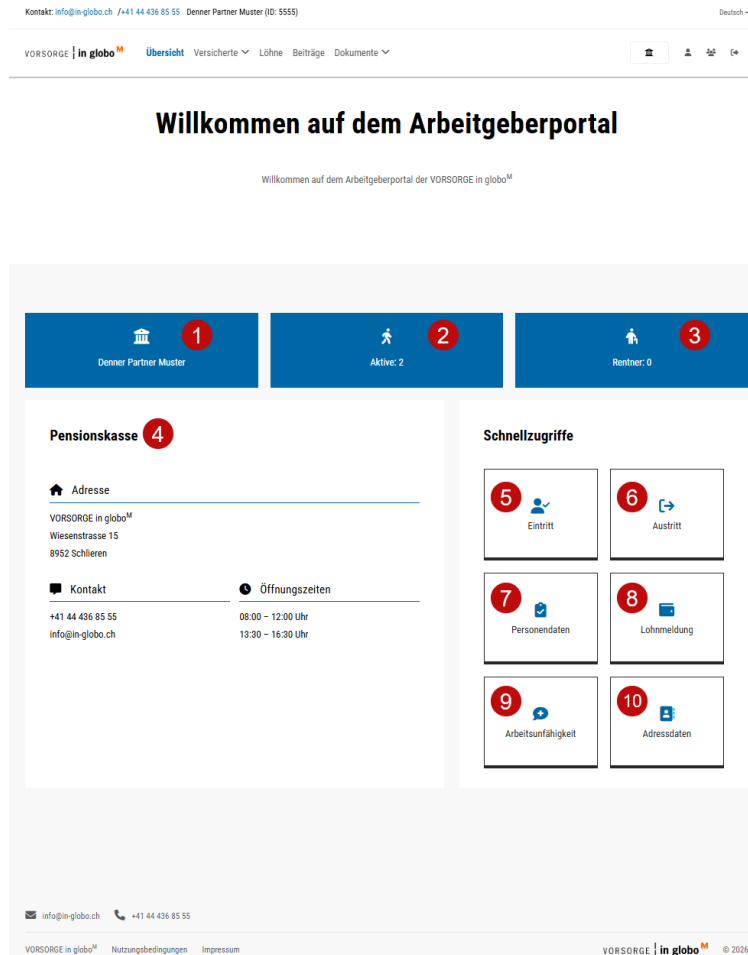 Kontakt: info@in-globo.ch /+41 44 436 85 55 Denner Partner Muster (ID: 5555) Deutsch
VORSORGE in globo M Übersicht Versicherte Löhne Beiträge Dokumente
Willkommen auf dem Arbeitgeberportal
Willkommen auf dem Arbeitgeberportal der VORSORGE in globoM
1 2 3
Denner Partner Muster Aktive: 2 Rentner: 0
Pensionskasse 4
Adresse
VORSORGE in globoM
Wiesenstrasse 15
8952 Schlieren
Kontakt Öffnungszeiten
+41 44 436 85 55 08:00 – 12:00 Uhr
info@in-globo.ch 13:30 – 16:30 Uhr
Schnellzugriffe
5 6
Eintritt Austritt
7 8
Personendaten Lohnmeldung
9 10
Arbeitsunfähigkeit Adressdaten
info@in-globo.ch +41 44 436 85 55
VORSORGE in globoM Nutzungsbedingungen Impressum VORSORGE in globo M © 2026